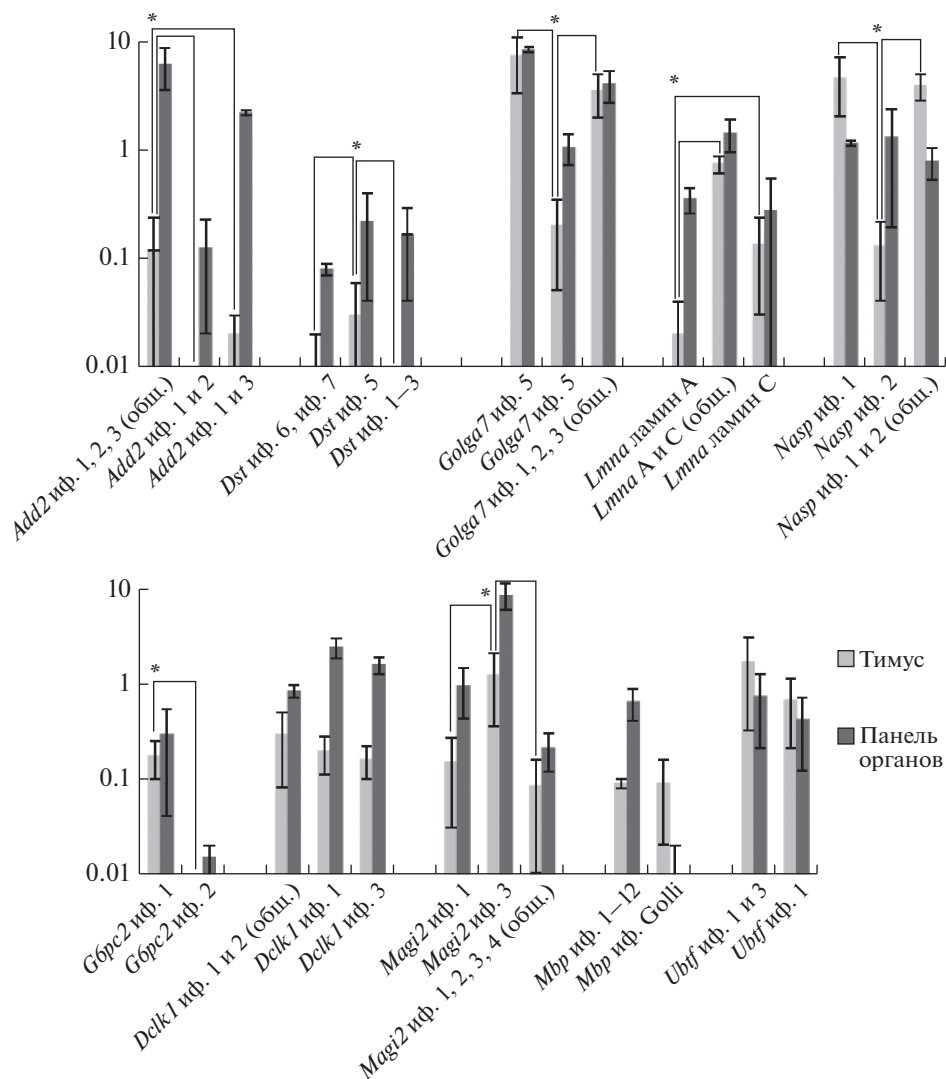 10
1
0.1
0.01
*
*
*
*
*
Add2 иф. 1, 2, 3 (общ.)
Add2 иф. 1 и 2
Add2 иф. 1 и 3
Dst иф. 6, иф. 7
Dst иф. 5
Dst иф. 1–3
Golga7 иф. 5
Golga7 иф. 5
Golga7 иф. 1, 2, 3 (общ.)
Lmna ламин А
Lmna А и С (общ.)
Lmna ламин С
Nasp иф. 1
Nasp иф. 2
Nasp иф. 1 и 2 (общ.)
10
1
0.1
0.01
*
*
G6pc2 иф. 1
G6pc2 иф. 2
Dclk1 иф. 1 и 2 (общ.)
Dclk1 иф. 1
Dclk1 иф. 3
Magi2 иф. 1
Magi2 иф. 3
Magi2 иф. 1, 2, 3, 4 (общ.)
Mbp иф. 1–12
Mbp иф. Golli
Ubtf иф. 1 и 3
Ubtf иф. 1
Тимус
Панель
органов